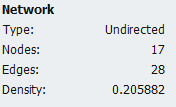 Network
Type: Undirected
Nodes: 17
Edges: 28
Density: 0.205882